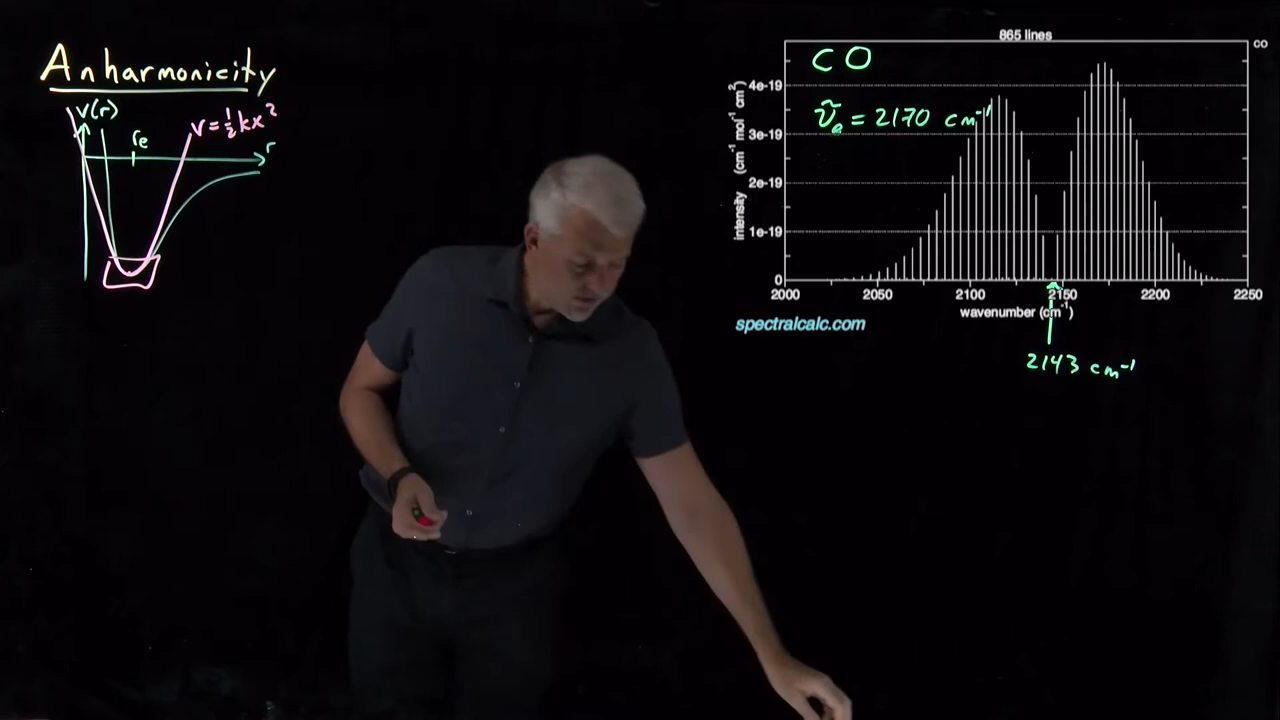 Anharmonicity
V(r)
re
V = ½kx²
r
865 lines
CO
CO
ṽe = 2170 cm⁻¹
intensity (cm⁻¹ mol⁻¹ cm²)
4e-19
3e-19
2e-19
1e-19
0
2000 2050 2100 2150 2200 2250
wavenumber (cm⁻¹)
spectralcalc.com
2143 cm⁻¹